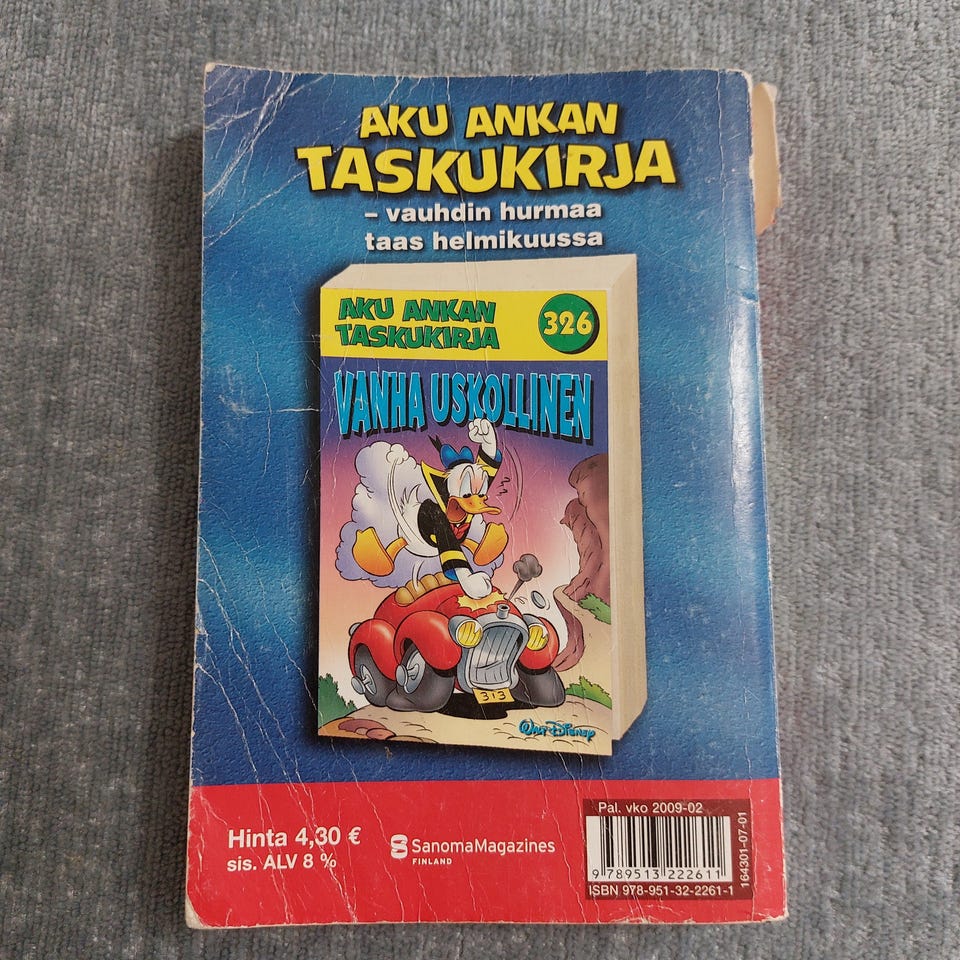 AKU ANKAN
TASKUKIRJA
– vauhdin hurmaa
taas helmikuussa
AKU ANKAN
TASKUKIRJA
326
VANHA USKOLLINEN
313
WALT DISNEY
Hinta 4,30 €
sis. ALV 8 %
SanomaMagazines
FINLAND
Pal. vko 2009-02
9 789513 222611
ISBN 978-951-32-2261-1
164301-07-01